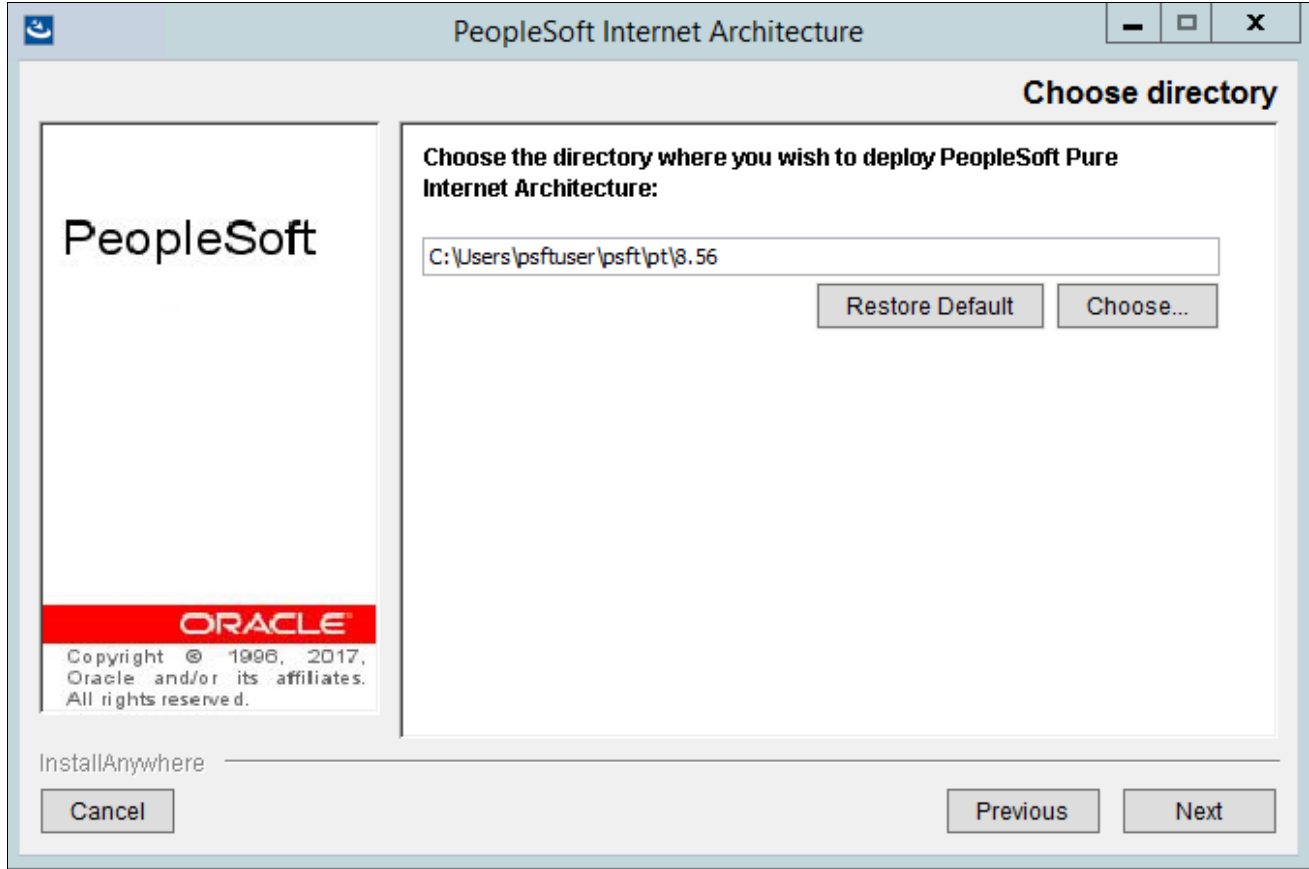 PeopleSoft Internet Architecture
Choose directory
PeopleSoft
Choose the directory where you wish to deploy PeopleSoft Pure
Internet Architecture:
C:\Users\psftuser\psft\pt\8.56
Restore Default
Choose...
ORACLE
Copyright © 1996, 2017,
Oracle and/or its affiliates.
All rights reserved.
InstallAnywhere
Cancel
Previous
Next